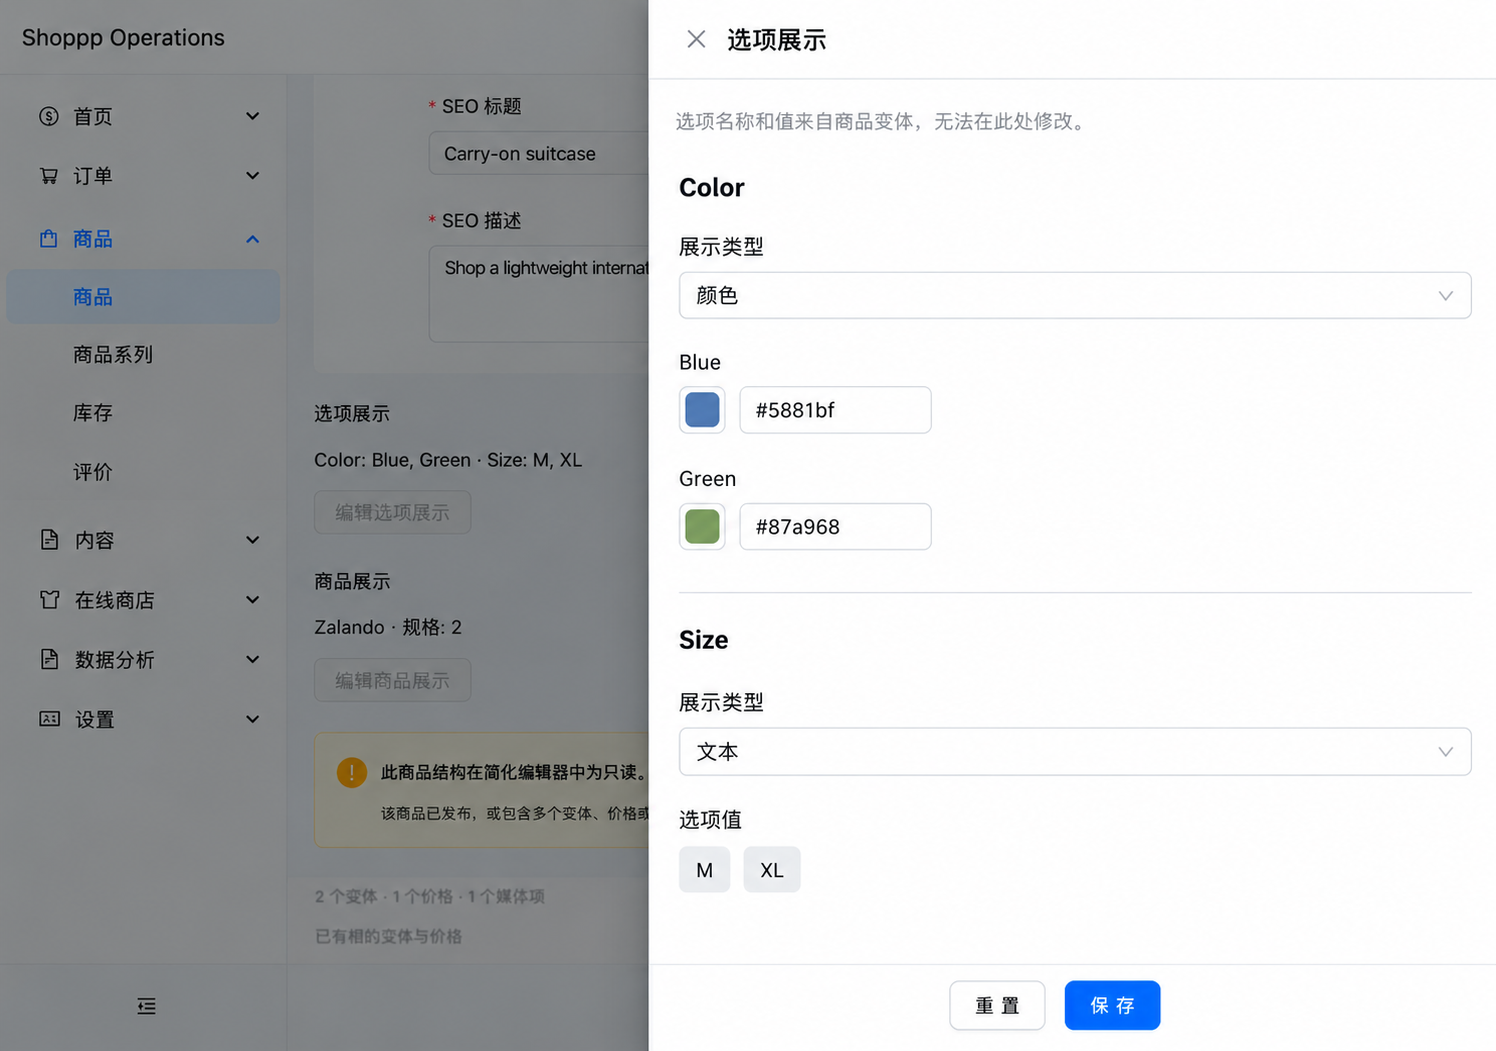 Shoppp Operations
首页
订单
商品
商品
商品系列
库存
评价
内容
在线商店
数据分析
设置
* SEO 标题
Carry-on suitcase
* SEO 描述
Shop a lightweight internat
选项展示
Color: Blue, Green · Size: M, XL
编辑选项展示
商品展示
Zalando · 规格: 2
编辑商品展示
此商品结构在简化编辑器中为只读。
该商品已发布，或包含多个变体、价格或
2 个变体 · 1 个价格 · 1 个媒体项
已有相的变体与价格
选项展示
选项名称和值来自商品变体，无法在此处修改。
Color
展示类型
颜色
Blue
#5881bf
Green
#87a968
Size
展示类型
文本
选项值
M
XL
重 置
保 存